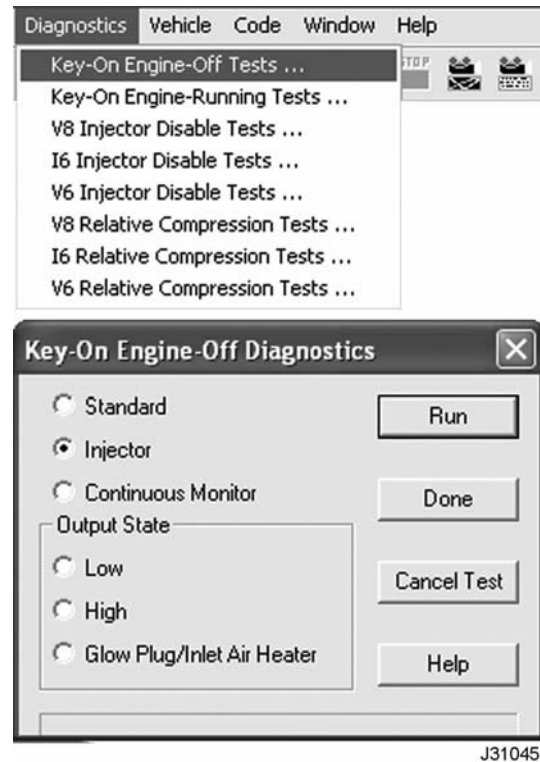 Diagnostics Vehicle Code Window Help
Key-On Engine-Off Tests ...
STOP
Key-On Engine-Running Tests ...
V8 Injector Disable Tests ...
I6 Injector Disable Tests ...
V6 Injector Disable Tests ...
V8 Relative Compression Tests ...
I6 Relative Compression Tests ...
V6 Relative Compression Tests ...
Key-On Engine-Off Diagnostics
Standard
Run
Injector
Continuous Monitor
Done
Output State
Low
Cancel Test
High
Glow Plug/Inlet Air Heater
Help
J31045